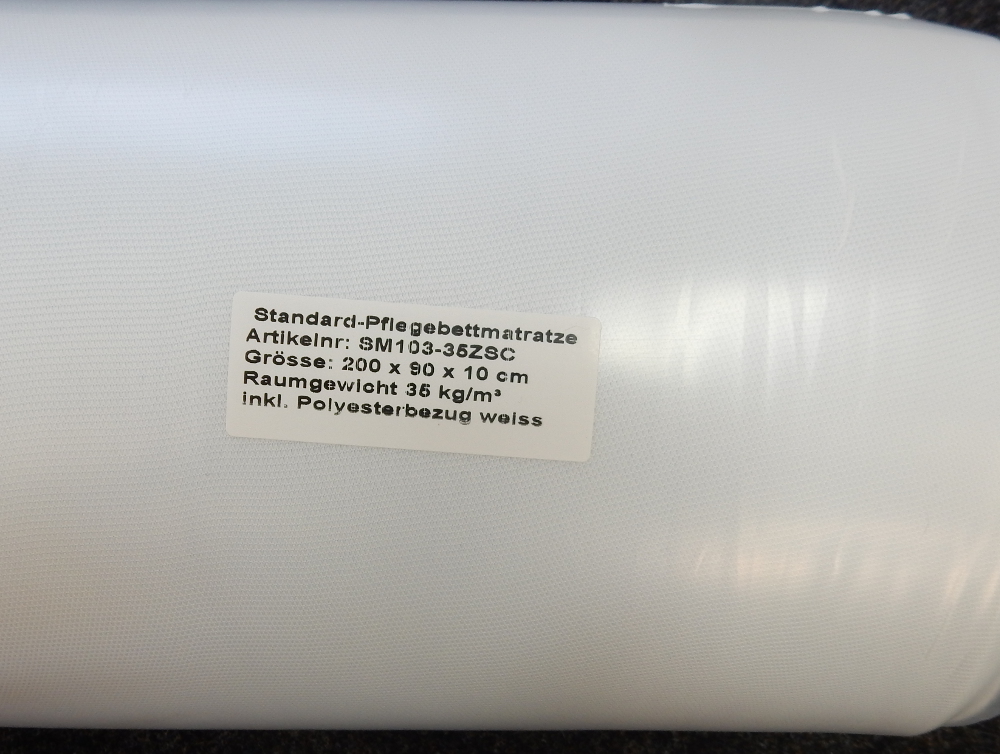 Standard-Pflegebettmatratze
Artikelnr: SM103-35ZSC
Grösse: 200 x 90 x 10 cm
Raumgewicht 35 kg/m³
inkl. Polyesterbezug weiss